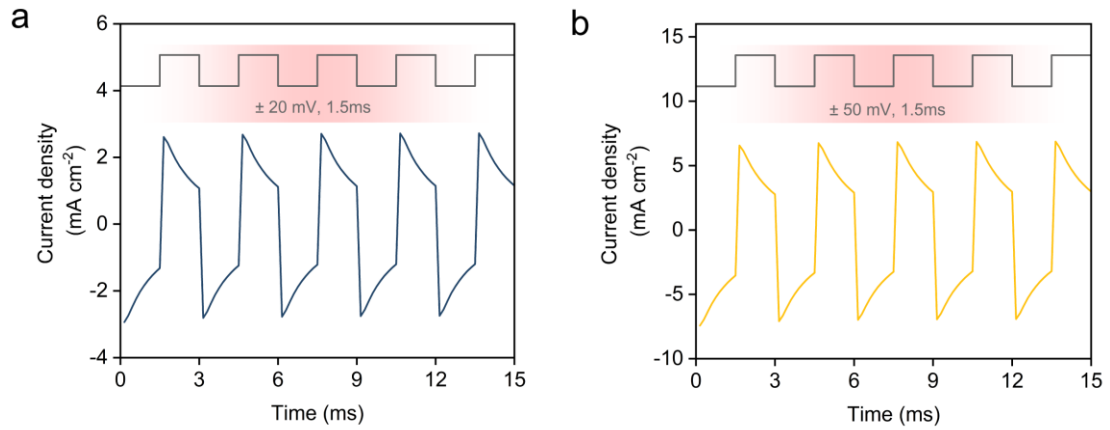 a
6
4
2
0
-2
-4
± 20 mV, 1.5ms
Current density
(mA cm⁻²)
0
3
6
9
12
15
Time (ms)
b
15
10
5
0
-5
-10
± 50 mV, 1.5ms
Current density
(mA cm⁻²)
0
3
6
9
12
15
Time (ms)